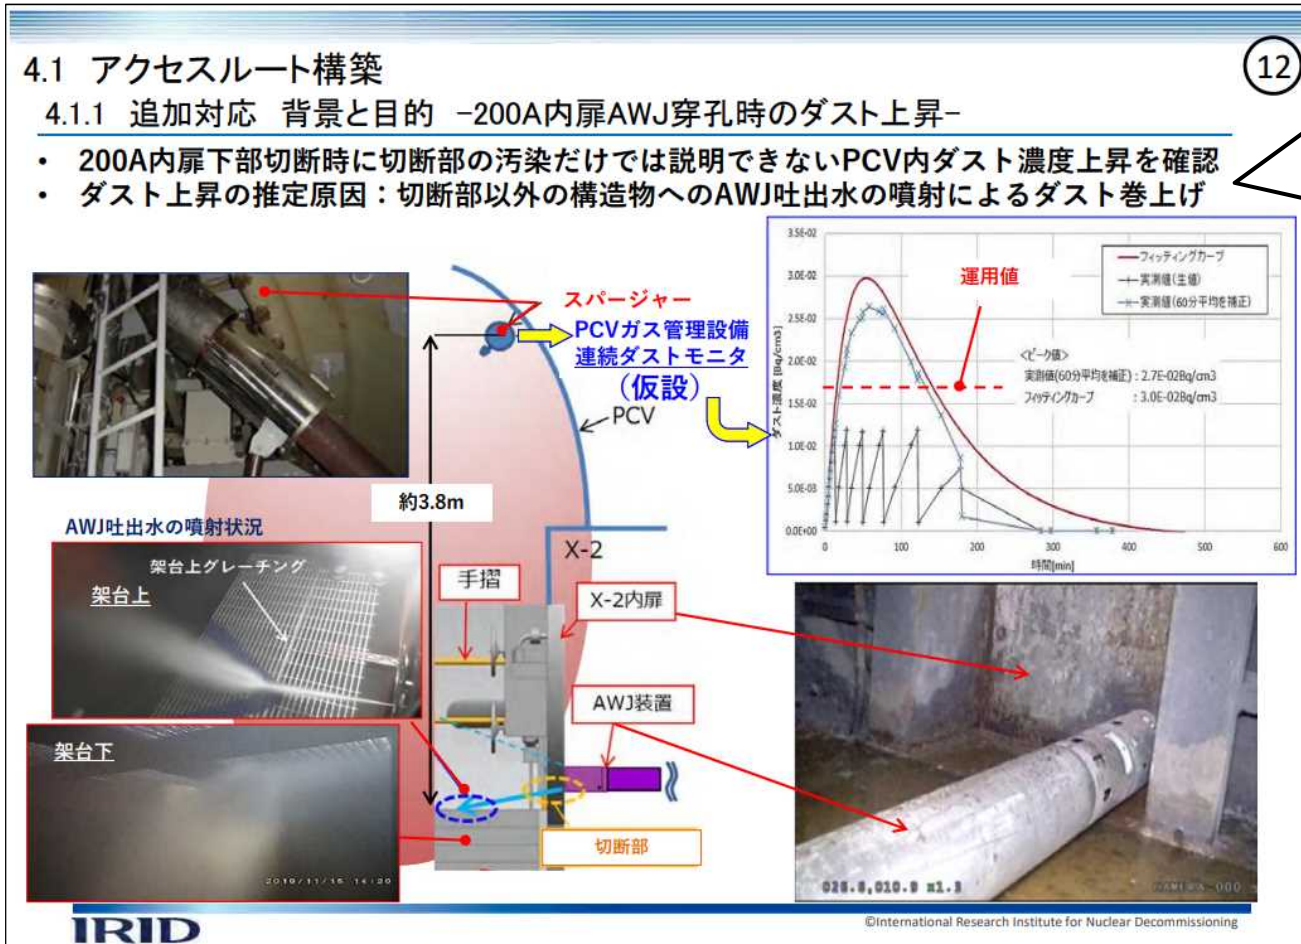 12
4.1 アクセスルート構築
4.1.1 追加対応 背景と目的 -200A内扉AWJ穿孔時のダスト上昇-
• 200A内扉下部切断時に切断部の汚染だけでは説明できないPCV内ダスト濃度上昇を確認
• ダスト上昇の推定原因：切断部以外の構造物へのAWJ吐出水の噴射によるダスト巻上げ
スパージャー
PCVガス管理設備
連続ダストモニタ
（仮設）
PCV
約3.8m
X-2
手摺
X-2内扉
AWJ装置
切断部
AWJ吐出水の噴射状況
架台上グレーチング
架台上
架台下
2019/11/15 14:20
ダスト濃度 [Bq/cm3]
3.5E-02
3.0E-02
2.5E-02
2.0E-02
1.5E-02
1.0E-02
5.0E-03
0.0E+00
0 100 200 300 400 500 600
時間[min]
運用値
フィッティングカーブ
実測値(生値)
実測値(60分平均を補正)
<ピーク値>
実測値(60分平均を補正) : 2.7E-02Bq/cm3
フィッティングカーブ : 3.0E-02Bq/cm3
IRID
©International Research Institute for Nuclear Decommissioning